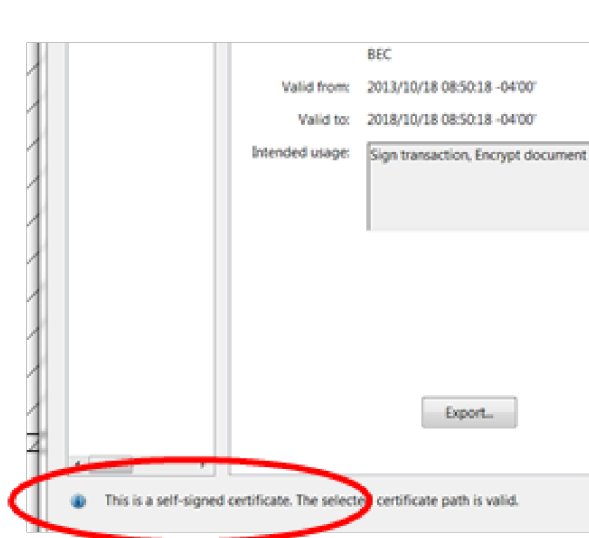 BEC
Valid from: 2013/10/18 08:50:18 -04'00'
Valid to: 2018/10/18 08:50:18 -04'00'
Intended usage: Sign transaction, Encrypt document
Export...
This is a self-signed certificate. The selected certificate path is valid.